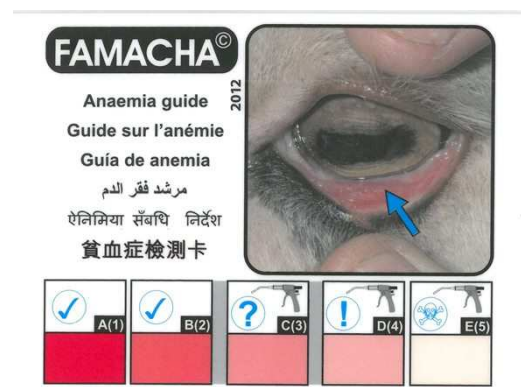 FAMACHA©
2012
Anaemia guide
Guide sur l'anémie
Guía de anemia
مرشد فقر الدم
ऐनिमिया सँबधि निर्देश
貧血症檢測卡
✓ A(1)
✓ B(2)
? C(3)
! D(4)
E(5)